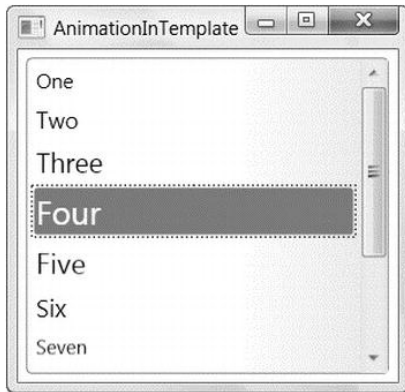 AnimationInTemplate
One
Two
Three
Four
Five
Six
Seven